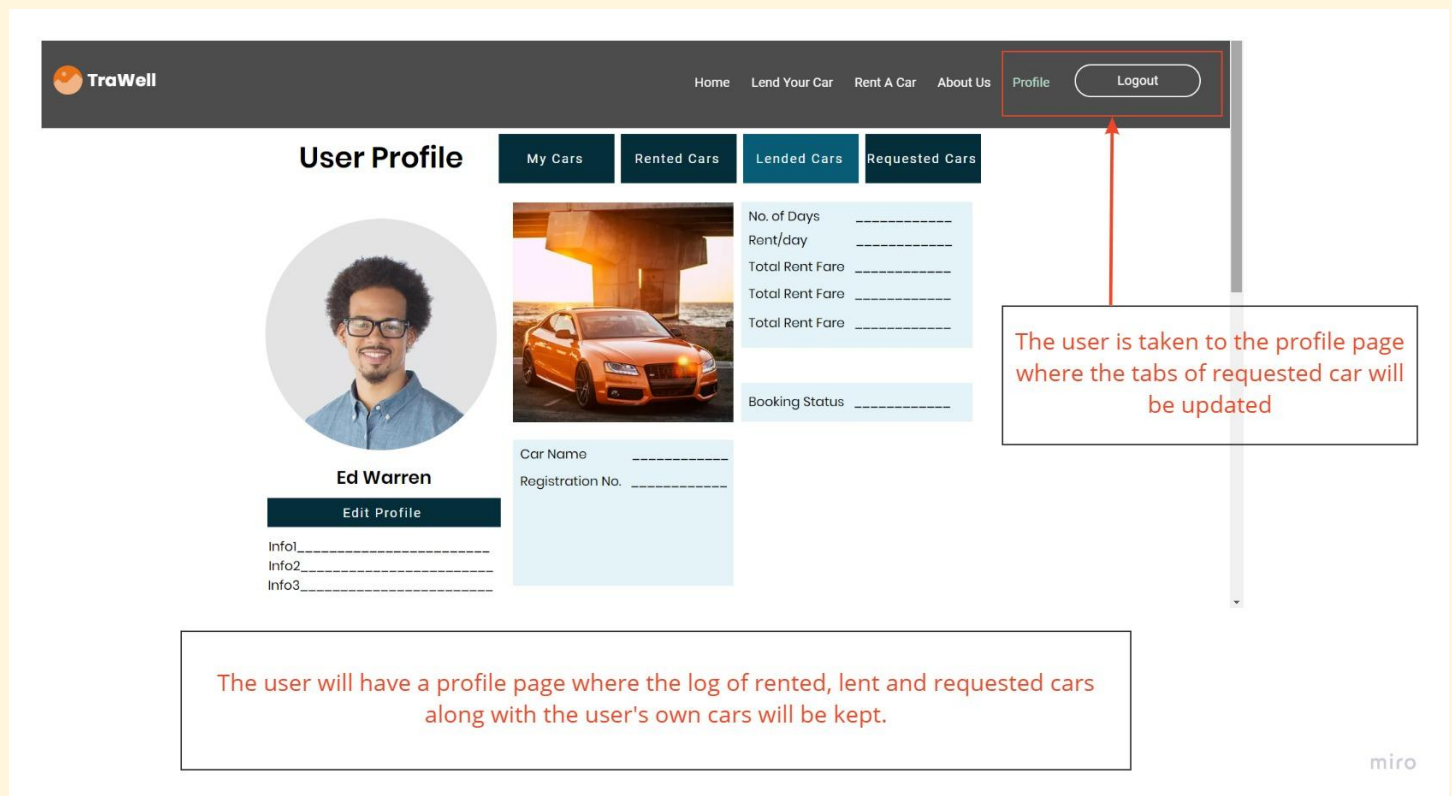 TraWell
Home Lend Your Car Rent A Car About Us Profile Logout
User Profile
My Cars Rented Cars Lended Cars Requested Cars
No. of Days ____________
Rent/day ____________
Total Rent Fare ____________
Total Rent Fare ____________
Total Rent Fare ____________
Booking Status ____________
Car Name ____________
Registration No. ____________
Ed Warren
Edit Profile
Info1________________________
Info2________________________
Info3________________________
The user is taken to the profile page
where the tabs of requested car will
be updated
The user will have a profile page where the log of rented, lent and requested cars
along with the user's own cars will be kept.
miro